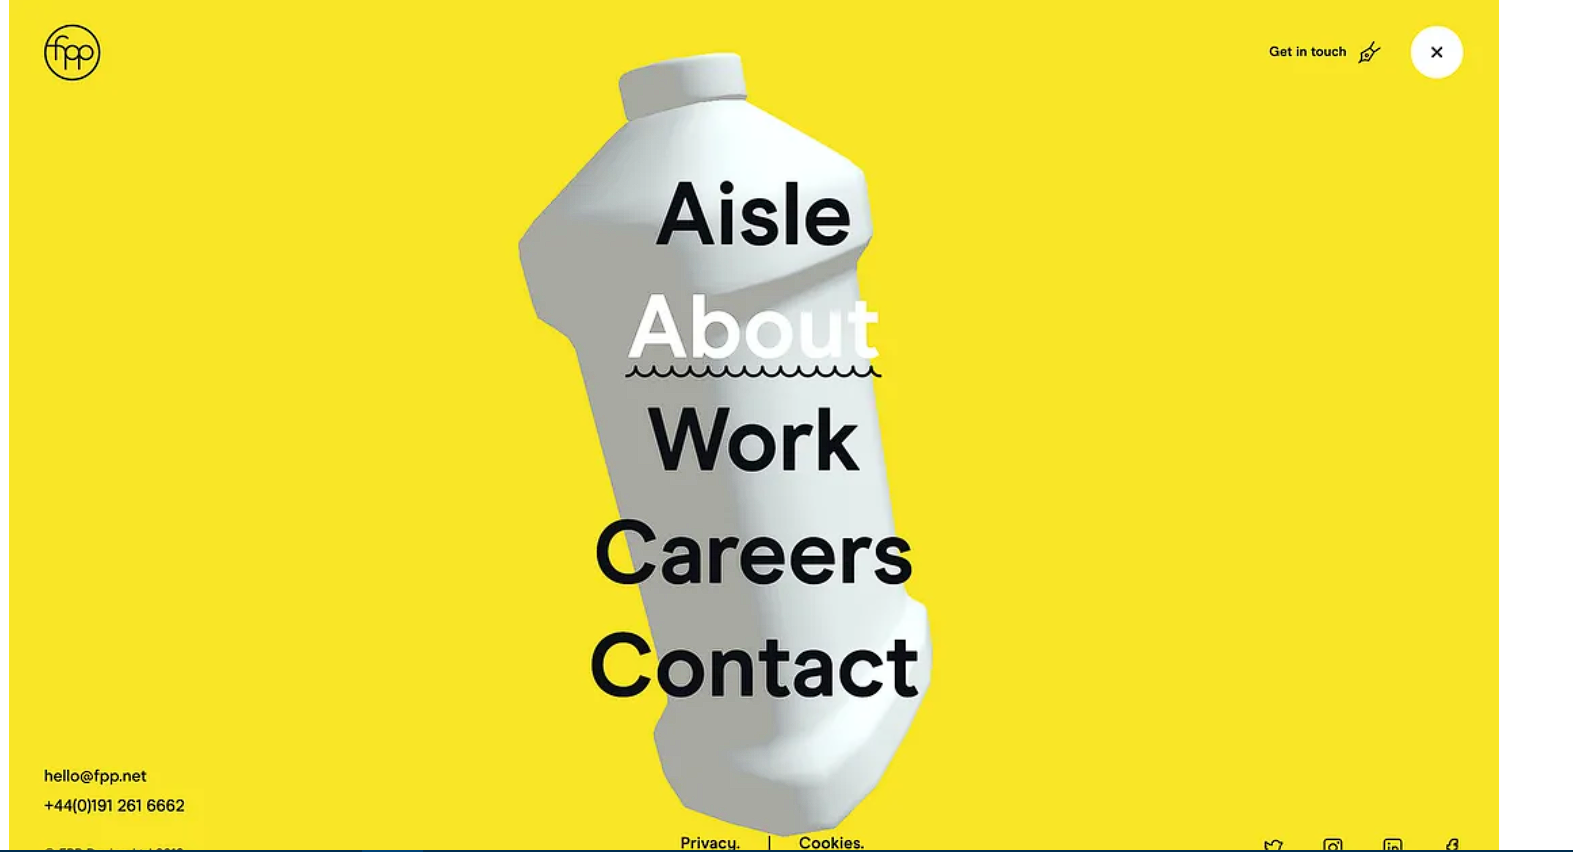 fpp
Get in touch
Aisle
About
Work
Careers
Contact
hello@fpp.net
+44(0)191 261 6662
Privacy. | Cookies.